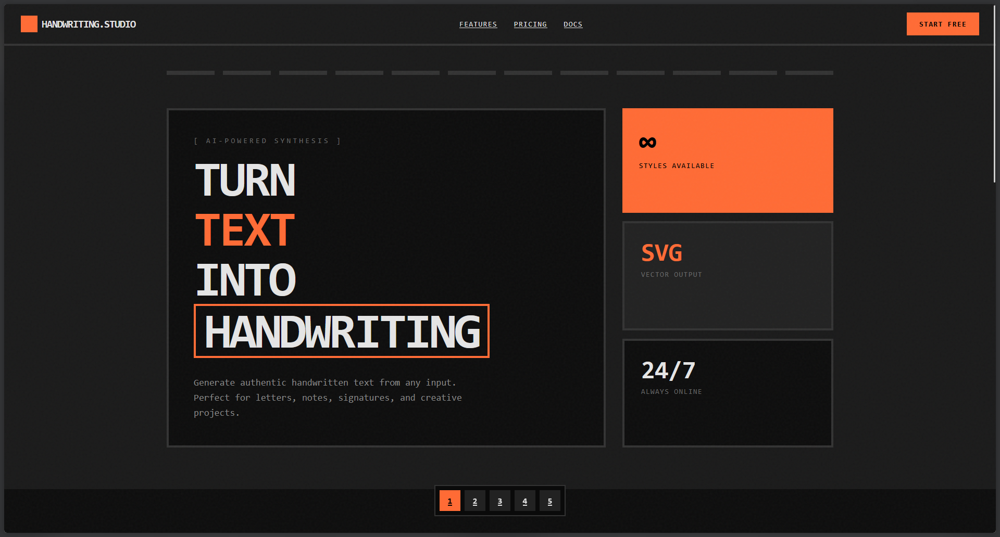 HANDWRITING.STUDIO
FEATURES PRICING DOCS
START FREE
[ AI-POWERED SYNTHESIS ]
TURN
TEXT
INTO
HANDWRITING
Generate authentic handwritten text from any input.
Perfect for letters, notes, signatures, and creative
projects.
∞
STYLES AVAILABLE
SVG
VECTOR OUTPUT
24/7
ALWAYS ONLINE
1 2 3 4 5